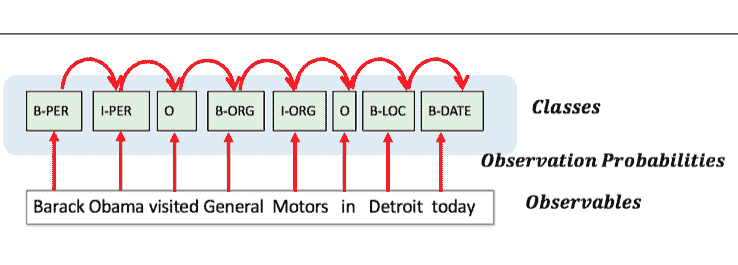 B-PER I-PER O B-ORG I-ORG O B-LOC B-DATE Classes
Observation Probabilities
Barack Obama visited General Motors in Detroit today Observables